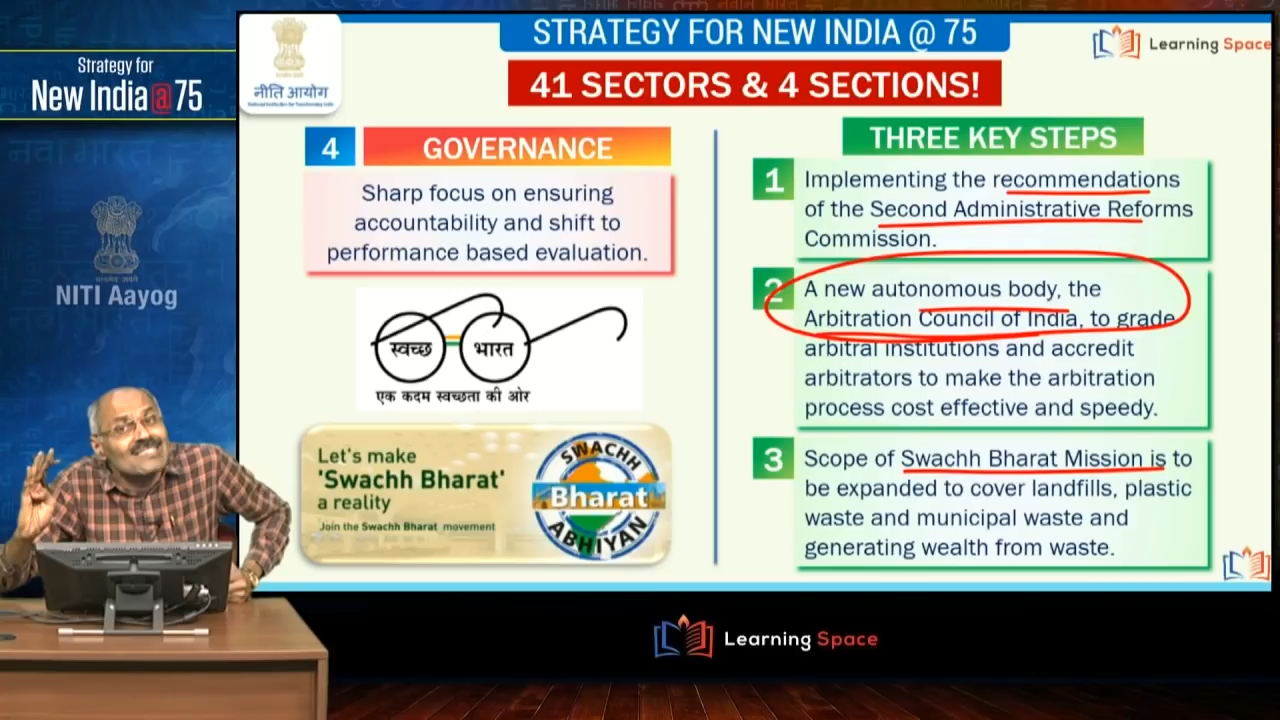 Strategy for
New India@75
NITI Aayog
नीति आयोग
National Institution for Transforming India
STRATEGY FOR NEW INDIA @ 75
41 SECTORS & 4 SECTIONS!
Learning Space
4 GOVERNANCE
Sharp focus on ensuring
accountability and shift to
performance based evaluation.
स्वच्छ भारत
एक कदम स्वच्छता की ओर
Let's make
'Swachh Bharat'
a reality
Join the Swachh Bharat movement
SWACHH
Bharat
ABHIYAN
THREE KEY STEPS
1 Implementing the recommendations
of the Second Administrative Reforms
Commission.
2 A new autonomous body, the
Arbitration Council of India, to grade
arbitral institutions and accredit
arbitrators to make the arbitration
process cost effective and speedy.
3 Scope of Swachh Bharat Mission is to
be expanded to cover landfills, plastic
waste and municipal waste and
generating wealth from waste.
Learning Space